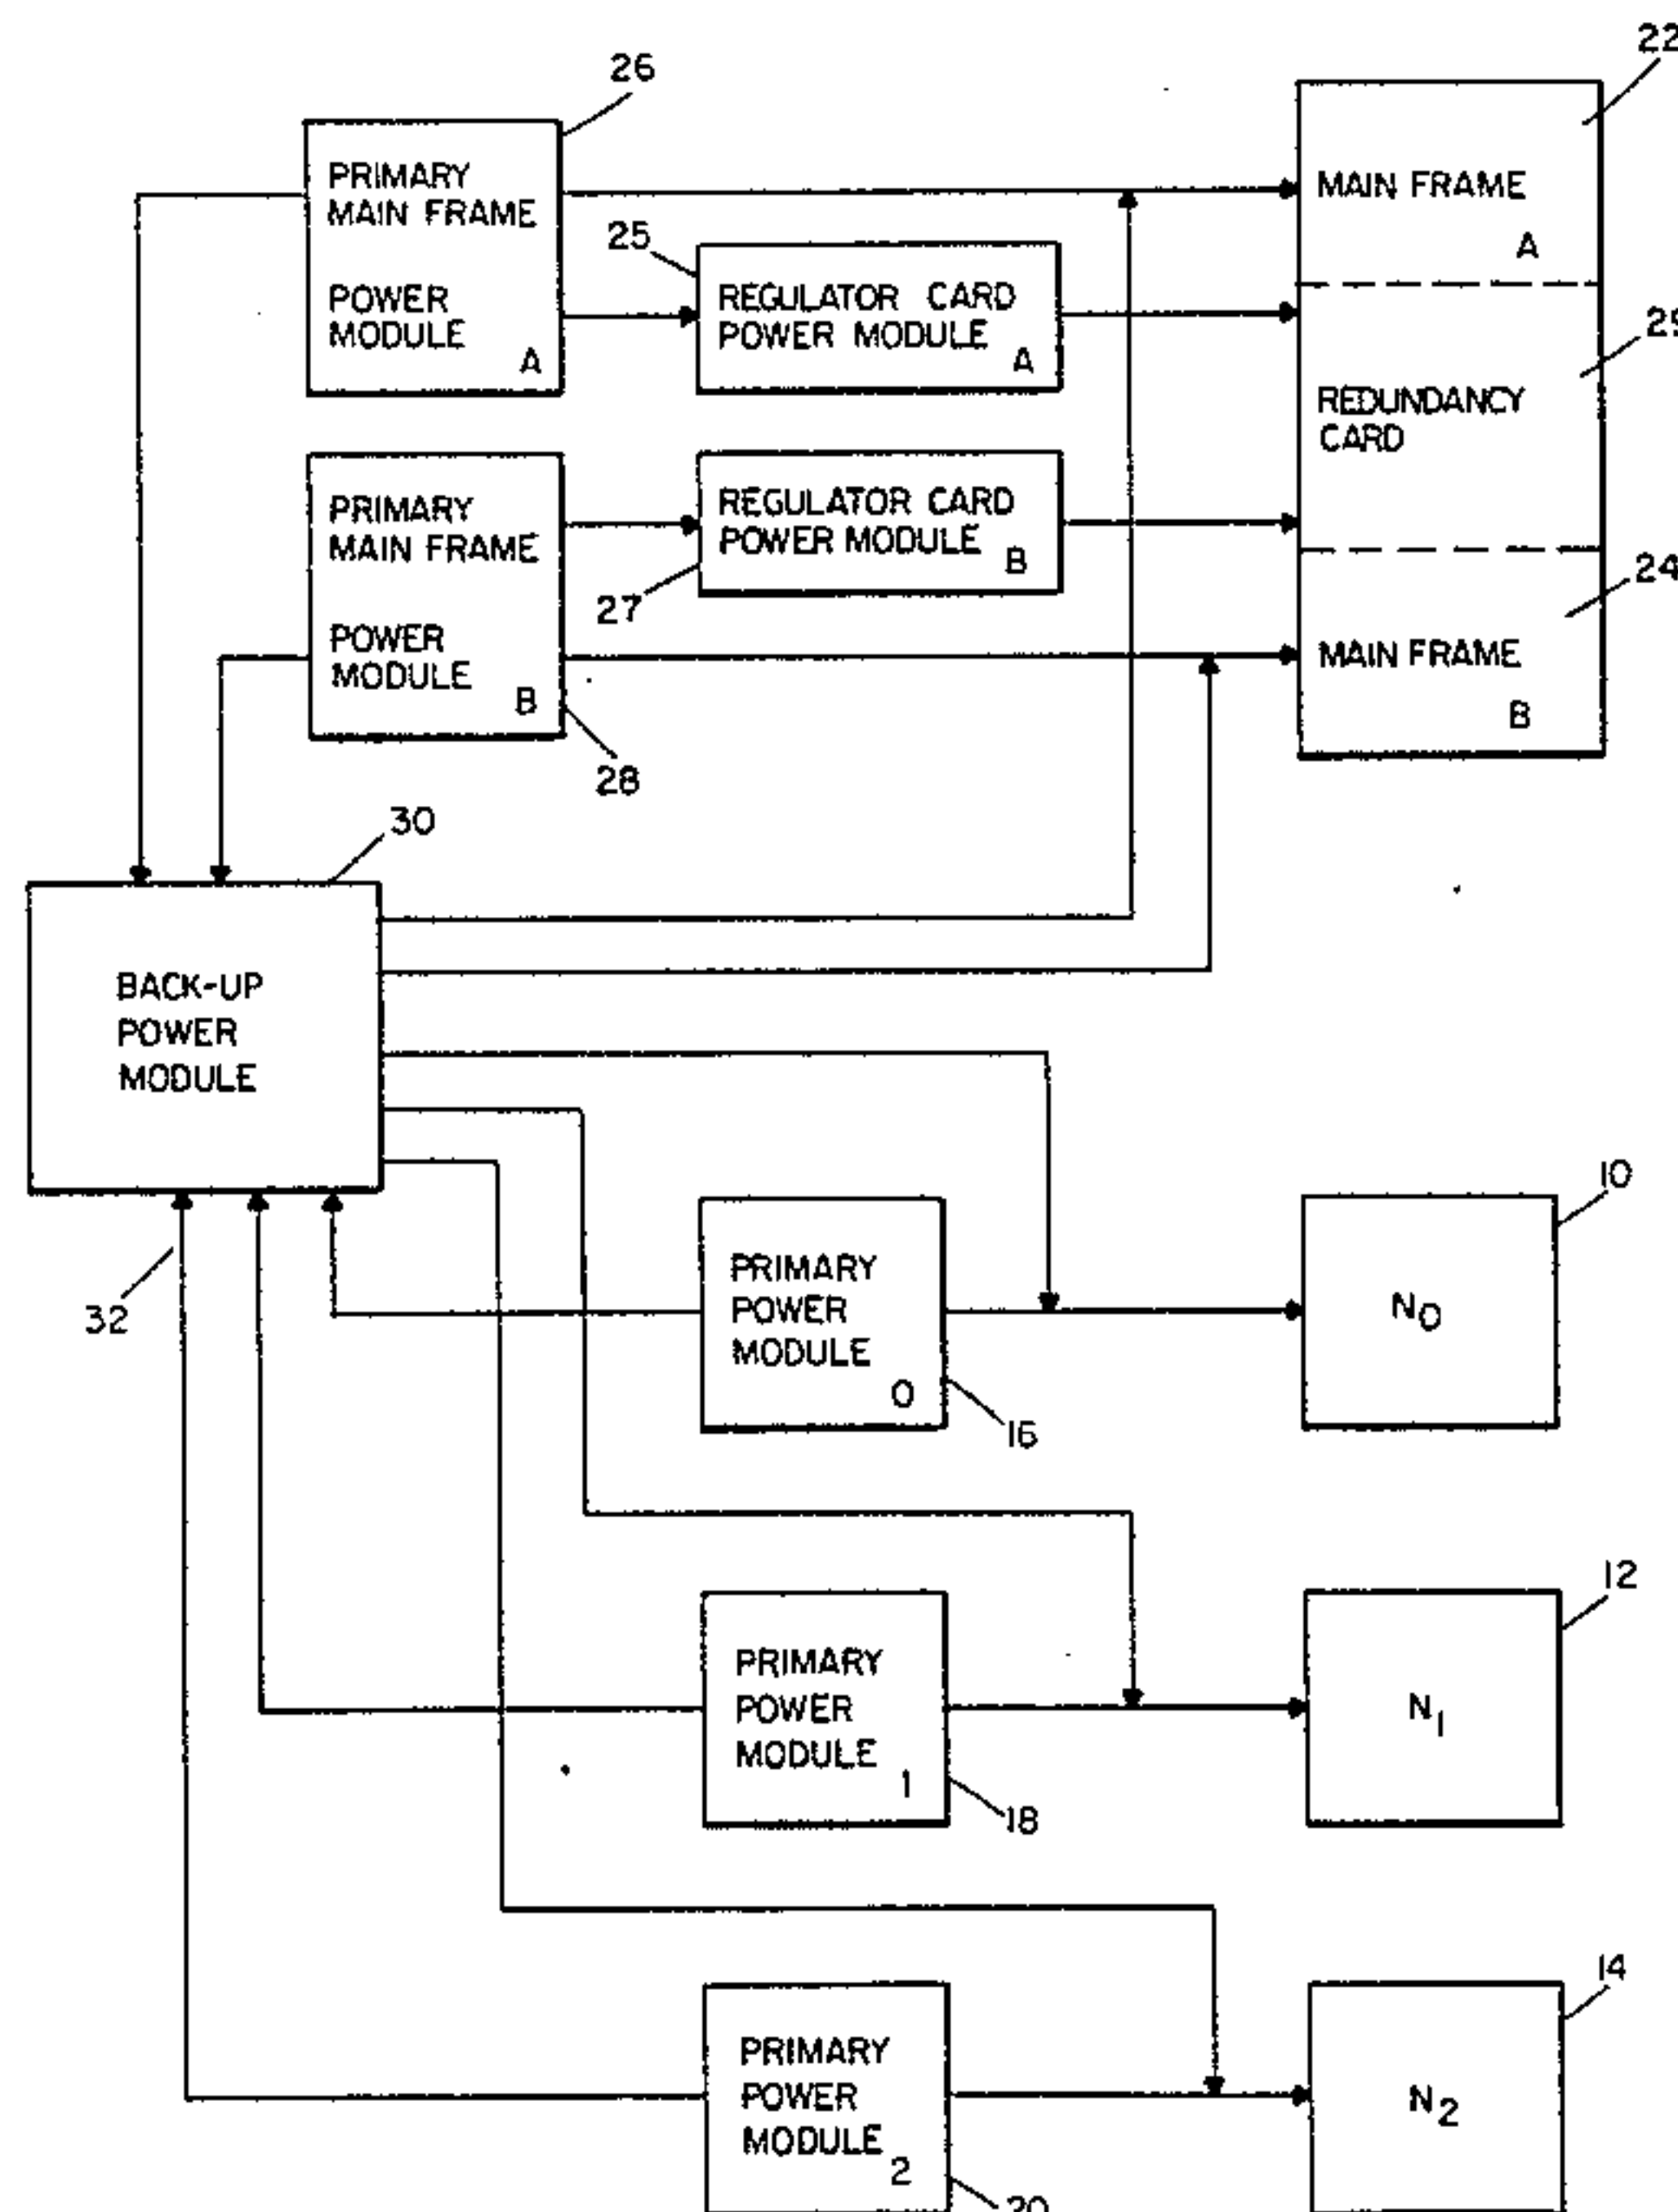 26
22
PRIMARY
MAIN FRAME
POWER
MODULE
A
25
REGULATOR CARD
POWER MODULE
A
MAIN FRAME
A
REDUNDANCY
CARD
PRIMARY
MAIN FRAME
POWER
MODULE
B
28
REGULATOR CARD
POWER MODULE
B
27
24
MAIN FRAME
B
30
BACK-UP
POWER
MODULE
32
PRIMARY
POWER
MODULE
0
16
10
N0
PRIMARY
POWER
MODULE
1
18
12
N1
PRIMARY
POWER
MODULE
2
20
14
N2